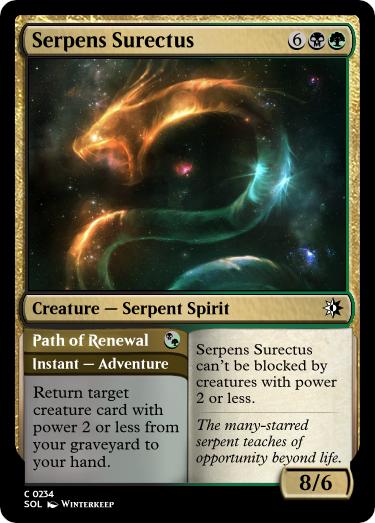 Serpens Surectus 6
Creature — Serpent Spirit
Path of Renewal
Instant — Adventure
Return target
creature card with
power 2 or less from
your graveyard to
your hand.
Serpens Surectus
can't be blocked by
creatures with power
2 or less.
The many-starred
serpent teaches of
opportunity beyond life.
8/6
C 0234
SOL Winterkeep